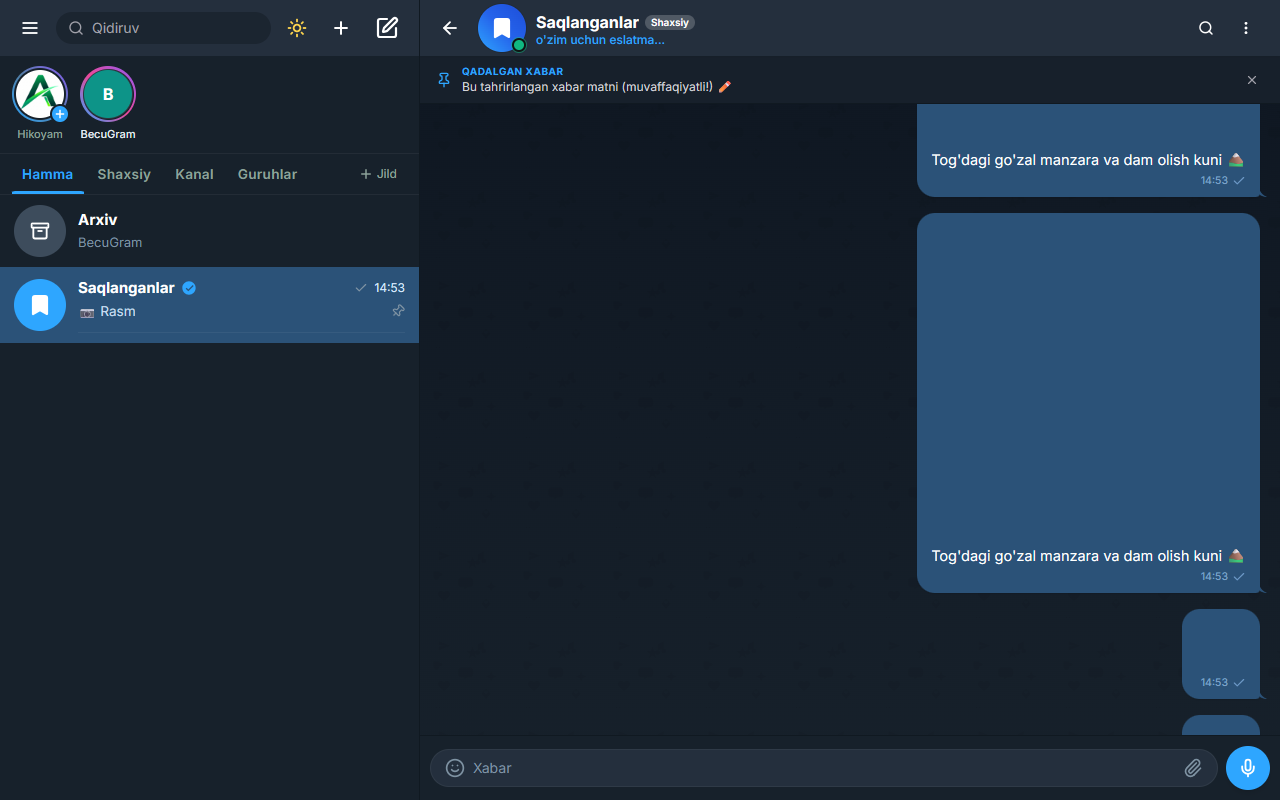 Qidiruv
Hikoyam
B
BecuGram
Hamma
Shaxsiy
Kanal
Guruhlar
+ Jild
Arxiv
BecuGram
Saqlanganlar
14:53
📷 Rasm
Saqlanganlar Shaxsiy
o'zim uchun eslatma...
QADALGAN XABAR
Bu tahrirlangan xabar matni (muvaffaqiyatli!) ✏️
Tog'dagi go'zal manzara va dam olish kuni 🏔️
14:53
Tog'dagi go'zal manzara va dam olish kuni 🏔️
14:53
14:53
Xabar